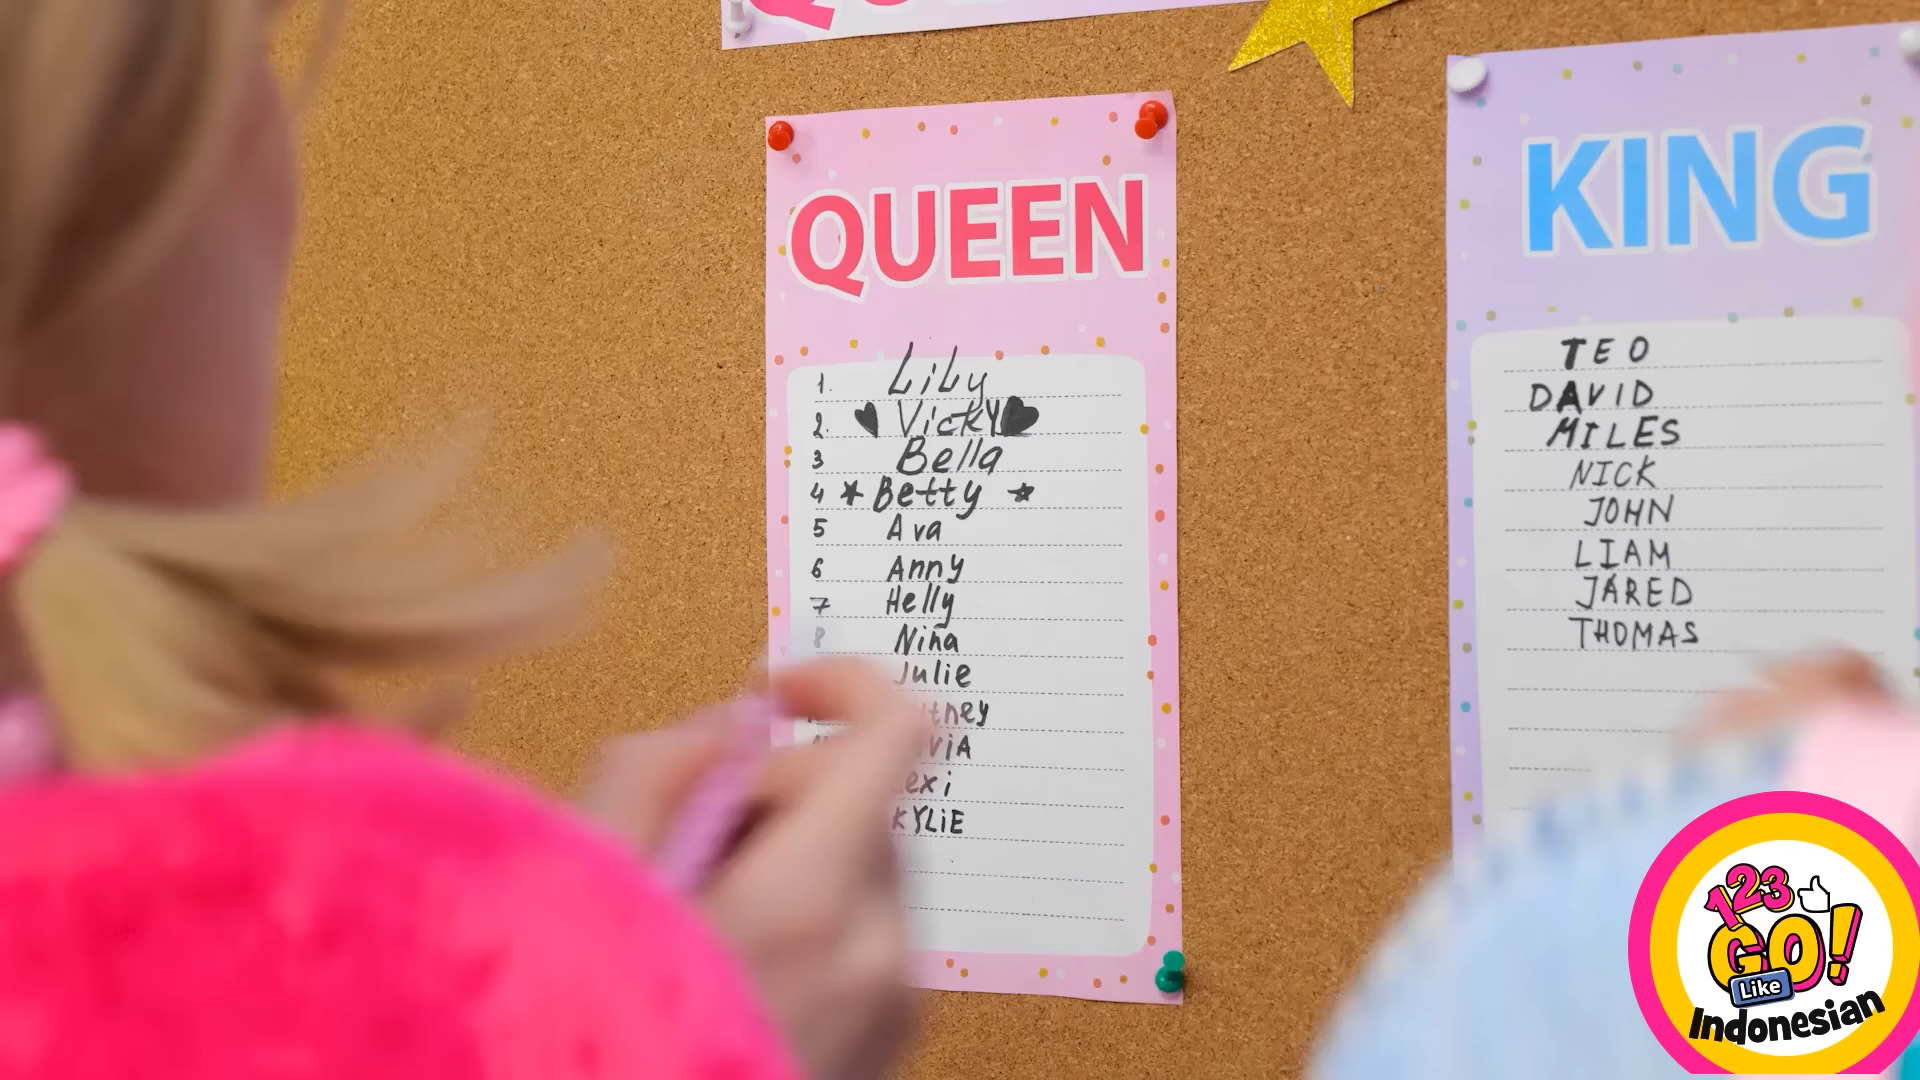 QUEEN
1. LiLy
2. Vicky
3 Bella
4 Betty
5 Ava
6 Anny
7 Helly
8 Nina
Julie
Lexi
KYLiE
KING
TEO
DAVID
MILES
NICK
JOHN
LIAM
JARED
THOMAS
123
GO!
Like
Indonesian